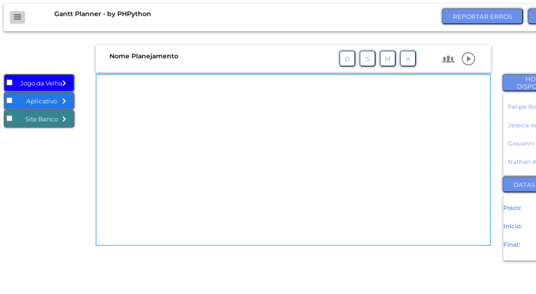 Gantt Planner - by PHPython
REPORTAR ERROS
Nome Planejamento
D S M A
Jogo da Velha
Aplicativo
Site Banco
HO
DISPO
Felipe Bo
Jessica Is
Giovanni
Nathan A
DATAS
Prazo:
Inicio:
Final: